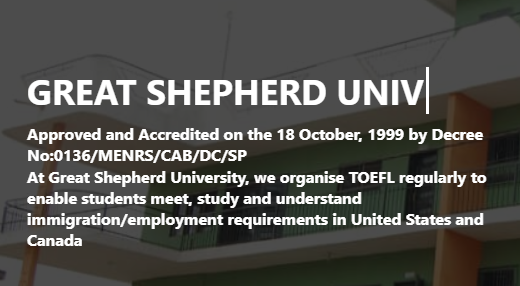 GREAT SHEPHERD UNIV
Approved and Accredited on the 18 October, 1999 by Decree
No:0136/MENRS/CAB/DC/SP
At Great Shepherd University, we organise TOEFL regularly to
enable students meet, study and understand
immigration/employment requirements in United States and
Canada